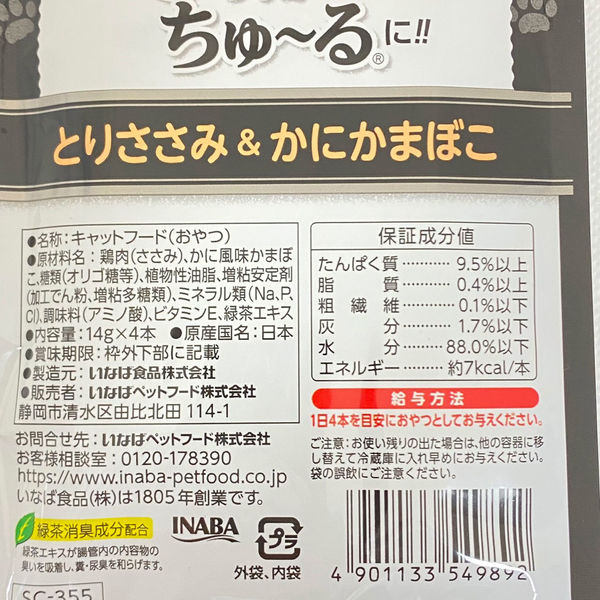 ちゅ〜るに!!
®
とりささみ&かにかまぼこ
●名称:キャットフード(おやつ)
●原材料名:鶏肉(ささみ)、かに風味かまぼ
こ、糖類(オリゴ糖等)、植物性油脂、増粘安定剤
(加工でん粉、増粘多糖類)、ミネラル類(Na、P、
Cl)、調味料(アミノ酸)、ビタミンE、緑茶エキス
●内容量:14g×4本 ●原産国名:日本
●賞味期限:枠外下部に記載
●製造元:いなば食品株式会社
●販売者:いなばペットフード株式会社
静岡市清水区由比北田 114-1
お問合せ先:いなばペットフード株式会社
お客様相談室:0120-178390
https://www.inaba-petfood.co.jp
いなば食品(株)は1805年創業です。
緑茶消臭成分配合
緑茶エキスが腸管内の内容物の
臭いを吸着し、糞・尿臭を和らげます。
SC-355
INABA
プラ
外袋、内袋
保証成分値
たんぱく質……… 9.5%以上
脂質……… 0.4%以上
粗繊維……… 0.1%以下
灰分……… 1.7%以下
水分……… 88.0%以下
エネルギー…… 約7kcal/本
給与方法
1日4本を目安におやつとしてお与えください。
ご注意:お使い残りの出た場合は、他の容器に移
し替えて冷蔵庫に入れ早めにお与えください。
袋の誤飲にご注意ください。
4 901133 549892